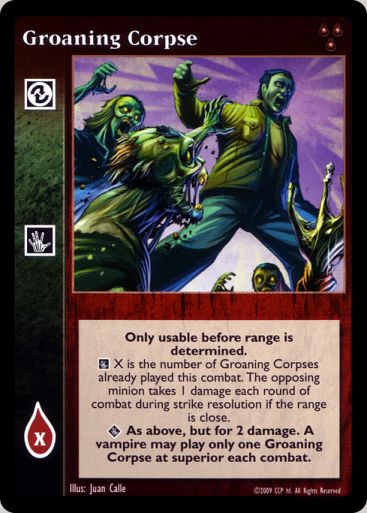 Groaning Corpse
Only usable before range is
determined.
X is the number of Groaning Corpses
already played this combat. The opposing
minion takes 1 damage each round of
combat during strike resolution if the range
is close.
As above, but for 2 damage. A
vampire may play only one Groaning
Corpse at superior each combat.
X
Illus: Juan Calle
©2009 CCP hf. All Rights Reserved